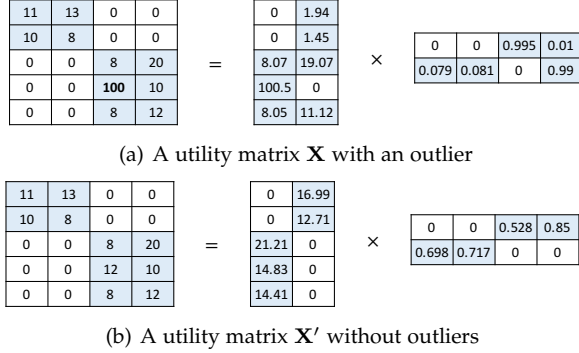 11 13 0 0
10 8 0 0
0 0 8 20
0 0 100 10
0 0 8 12
=
0 1.94
0 1.45
8.07 19.07
100.5 0
8.05 11.12
×
0 0 0.995 0.01
0.079 0.081 0 0.99
(a) A utility matrix X with an outlier
11 13 0 0
10 8 0 0
0 0 8 20
0 0 12 10
0 0 8 12
=
0 16.99
0 12.71
21.21 0
14.83 0
14.41 0
×
0 0 0.528 0.85
0.698 0.717 0 0
(b) A utility matrix X′ without outliers